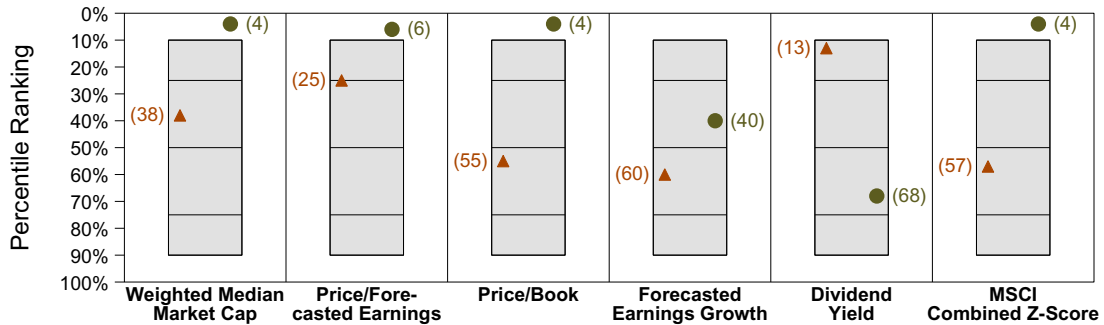 Percentile Ranking
0%
10%
20%
30%
40%
50%
60%
70%
80%
90%
100%
(38)
(4)
(25)
(6)
(55)
(4)
(60)
(40)
(13)
(68)
(57)
(4)
Weighted Median
Market Cap
Price/Fore-
casted Earnings
Price/Book
Forecasted
Earnings Growth
Dividend
Yield
MSCI
Combined Z-Score